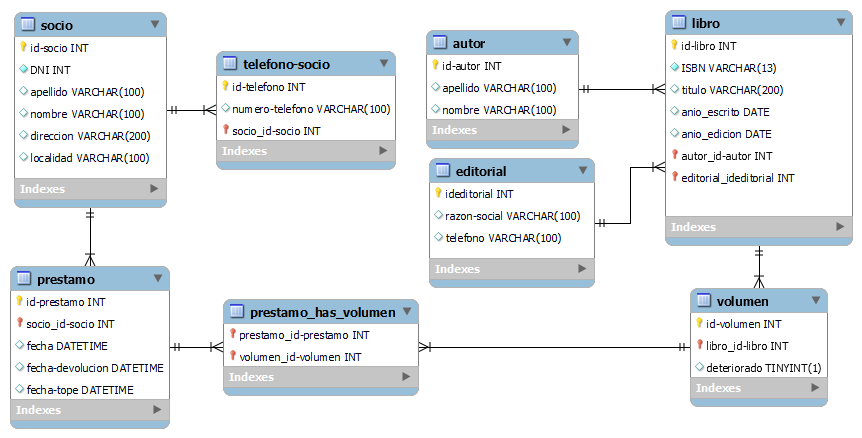 socio
id-socio INT
DNI INT
apellido VARCHAR(100)
nombre VARCHAR(100)
direccion VARCHAR(200)
localidad VARCHAR(100)
Indexes
telefono-socio
id-telefono INT
numero-telefono VARCHAR(100)
socio_id-socio INT
Indexes
autor
id-autor INT
apellido VARCHAR(100)
nombre VARCHAR(100)
Indexes
libro
id-libro INT
ISBN VARCHAR(13)
titulo VARCHAR(200)
anio_escrito DATE
anio_edicion DATE
autor_id-autor INT
editorial_ideditorial INT
Indexes
editorial
ideditorial INT
razon-social VARCHAR(100)
telefono VARCHAR(100)
Indexes
prestamo
id-prestamo INT
socio_id-socio INT
fecha DATETIME
fecha-devolucion DATETIME
fecha-tope DATETIME
Indexes
prestamo_has_volumen
prestamo_id-prestamo INT
volumen_id-volumen INT
Indexes
volumen
id-volumen INT
libro_id-libro INT
deteriorado TINYINT(1)
Indexes